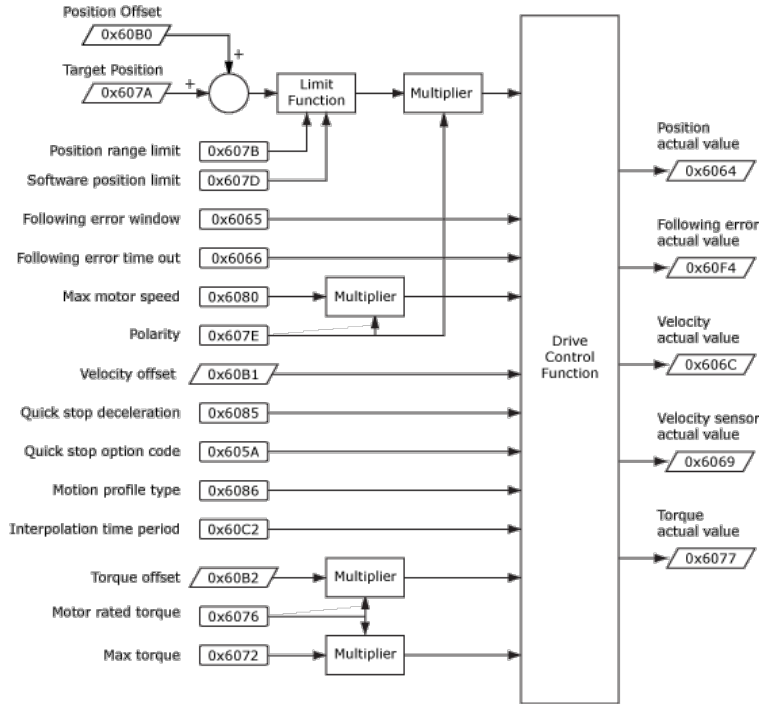 Position Offset
0x60B0
+
Target Position
+
0x607A
Limit
Function
Multiplier
Position range limit
0x607B
Software position limit
0x607D
Following error window
0x6065
Following error time out
0x6066
Max motor speed
0x6080
Multiplier
Polarity
0x607E
Velocity offset
0x60B1
Quick stop deceleration
0x6085
Quick stop option code
0x605A
Motion profile type
0x6086
Interpolation time period
0x60C2
Torque offset
0x60B2
Multiplier
Motor rated torque
0x6076
Max torque
0x6072
Multiplier
Drive
Control
Function
Position
actual value
0x6064
Following error
actual value
0x60F4
Velocity
actual value
0x606C
Velocity sensor
actual value
0x6069
Torque
actual value
0x6077